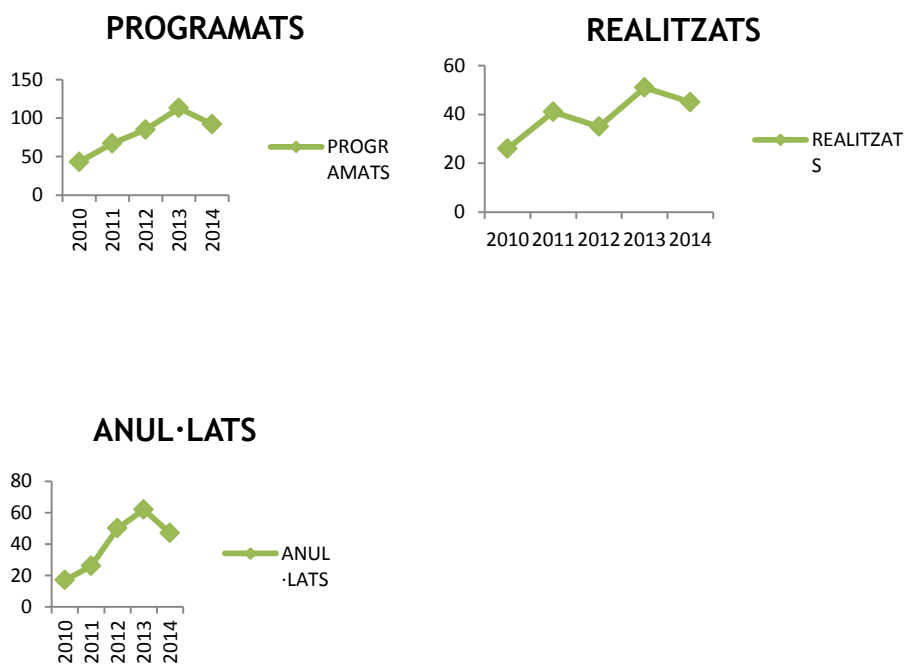 PROGRAMATS
150
100
50
0
2010
2011
2012
2013
2014
PROGR
AMATS
REALITZATS
60
40
20
0
2010 2011 2012 2013 2014
REALITZAT
S
ANUL·LATS
80
60
40
20
0
2010
2011
2012
2013
2014
ANUL
·LATS